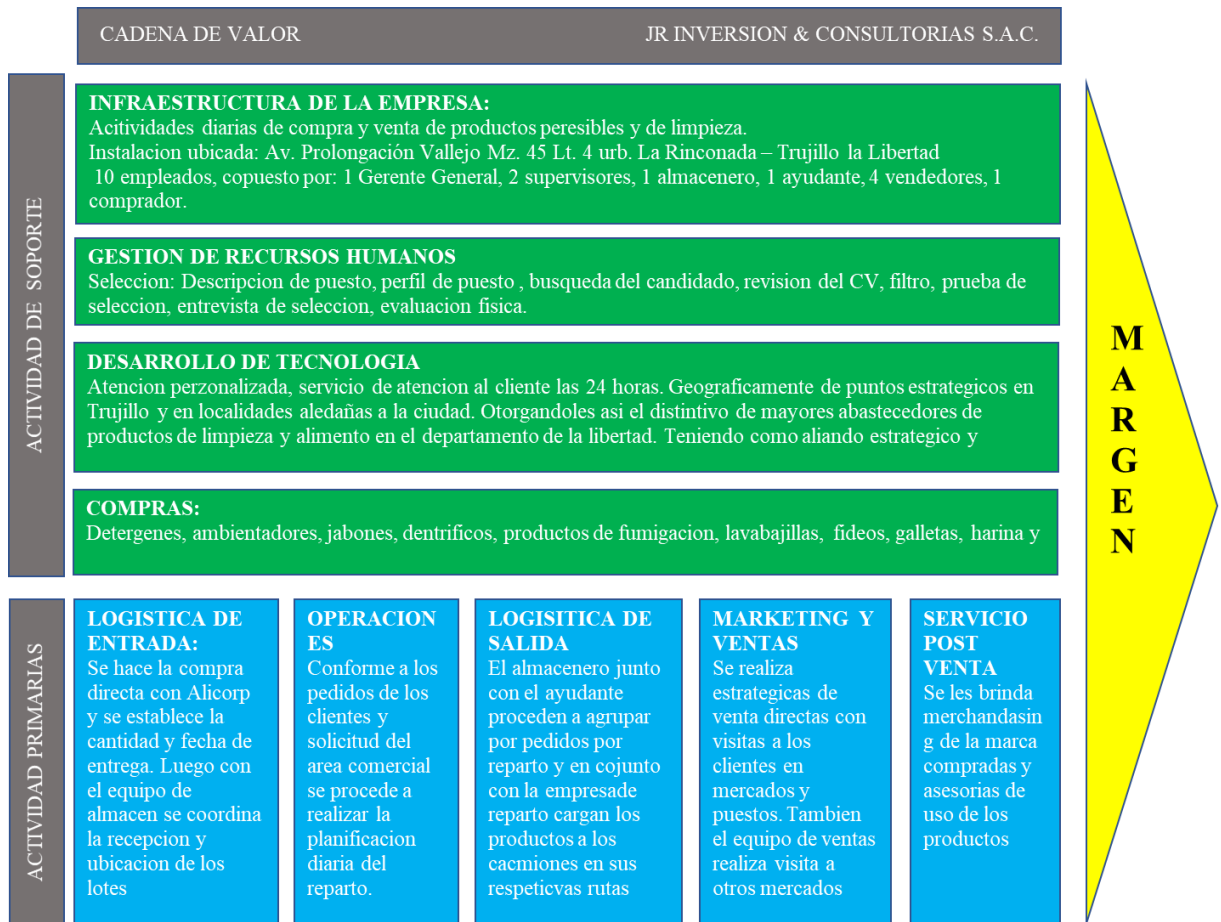 CADENA DE VALOR JR INVERSION & CONSULTORIAS S.A.C.
ACTIVIDAD DE SOPORTE
INFRAESTRUCTURA DE LA EMPRESA:
Acitividades diarias de compra y venta de productos peresibles y de limpieza.
Instalacion ubicada: Av. Prolongación Vallejo Mz. 45 Lt. 4 urb. La Rinconada – Trujillo la Libertad
10 empleados, copuesto por: 1 Gerente General, 2 supervisores, 1 almacenero, 1 ayudante, 4 vendedores, 1
comprador.
GESTION DE RECURSOS HUMANOS
Seleccion: Descripcion de puesto, perfil de puesto , busqueda del candidado, revision del CV, filtro, prueba de
seleccion, entrevista de seleccion, evaluacion fisica.
DESARROLLO DE TECNOLOGIA
Atencion perzonalizada, servicio de atencion al cliente las 24 horas. Geograficamente de puntos estrategicos en
Trujillo y en localidades aledañas a la ciudad. Otorgandoles asi el distintivo de mayores abastecedores de
productos de limpieza y alimento en el departamento de la libertad. Teniendo como aliando estrategico y
COMPRAS:
Detergenes, ambientadores, jabones, dentrificos, productos de fumigacion, lavabajillas, fideos, galletas, harina y
ACTIVIDAD PRIMARIAS
LOGISTICA DE
ENTRADA:
Se hace la compra
directa con Alicorp
y se establece la
cantidad y fecha de
entrega. Luego con
el equipo de
almacen se coordina
la recepcion y
ubicacion de los
lotes
OPERACION
ES
Conforme a los
pedidos de los
clientes y
solicitud del
area comercial
se procede a
realizar la
planificacion
diaria del
reparto.
LOGISITICA DE
SALIDA
El almacenero junto
con el ayudante
proceden a agrupar
por pedidos por
reparto y en cojunto
con la empresade
reparto cargan los
productos a los
cacmiones en sus
respeticvas rutas
MARKETING Y
VENTAS
Se realiza
estrategicas de
venta directas con
visitas a los
clientes en
mercados y
puestos. Tambien
el equipo de ventas
realiza visita a
otros mercados
SERVICIO
POST
VENTA
Se les brinda
merchandasin
g de la marca
compradas y
asesorias de
uso de los
productos
M
A
R
G
E
N